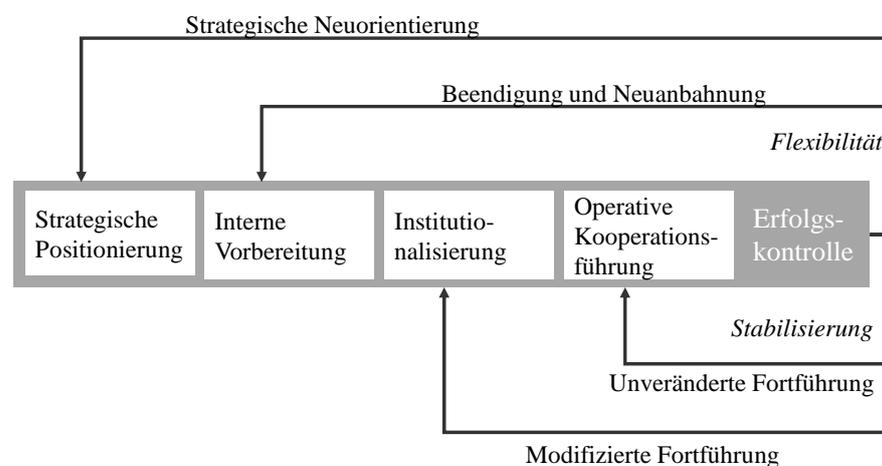 Strategische Neuorientierung
Beendigung und Neuanbahnung
Flexibilität
Strategische
Positionierung
Interne
Vorbereitung
Institutio-
nalisierung
Operative
Kooperations-
führung
Erfolgs-
kontrolle
Stabilisierung
Unveränderte Fortführung
Modifizierte Fortführung